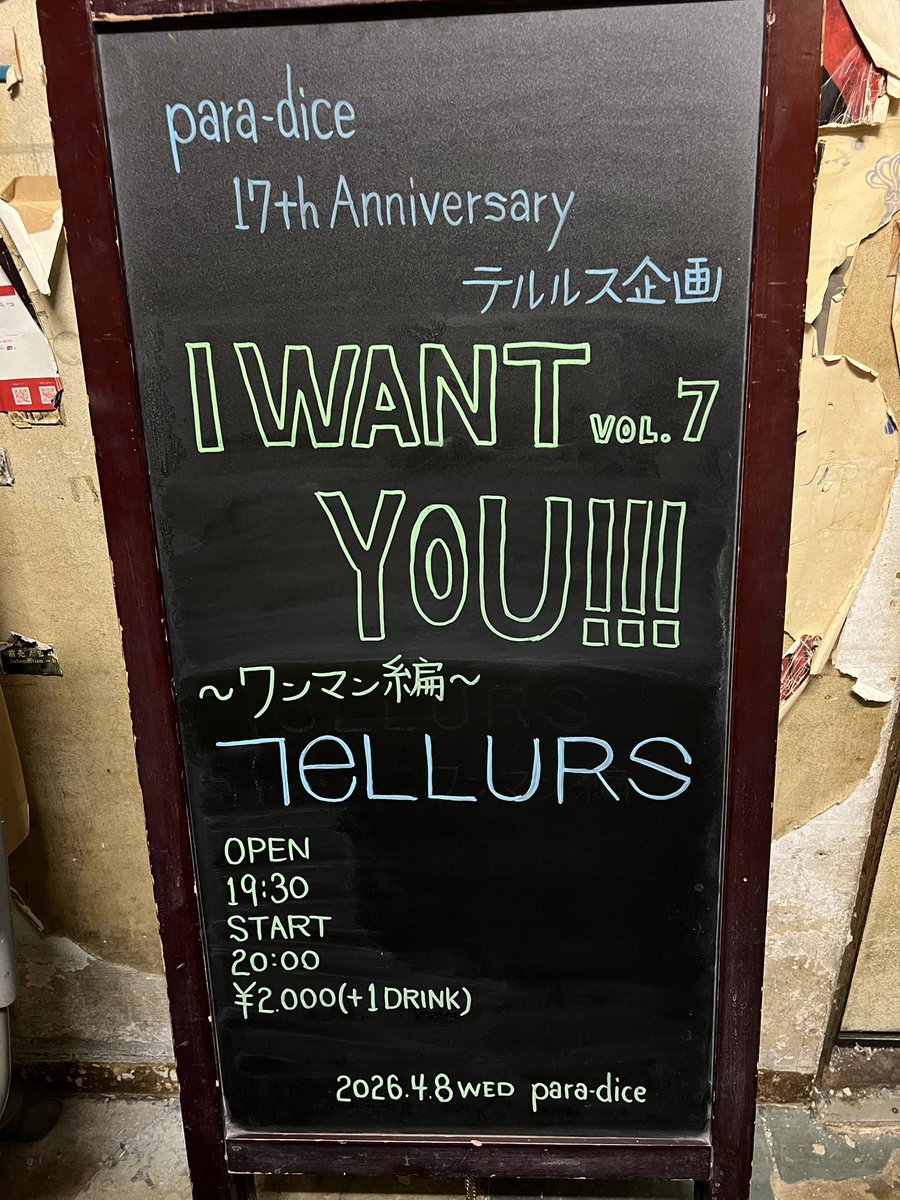 para-dice
17th Anniversary
テルルス企画
I WANT VOL.7
YOU!!!
～ワンマン編～
TELLURS
OPEN
19:30
START
20:00
¥2.000(+1DRINK)
2026.4.8 WED para-dice